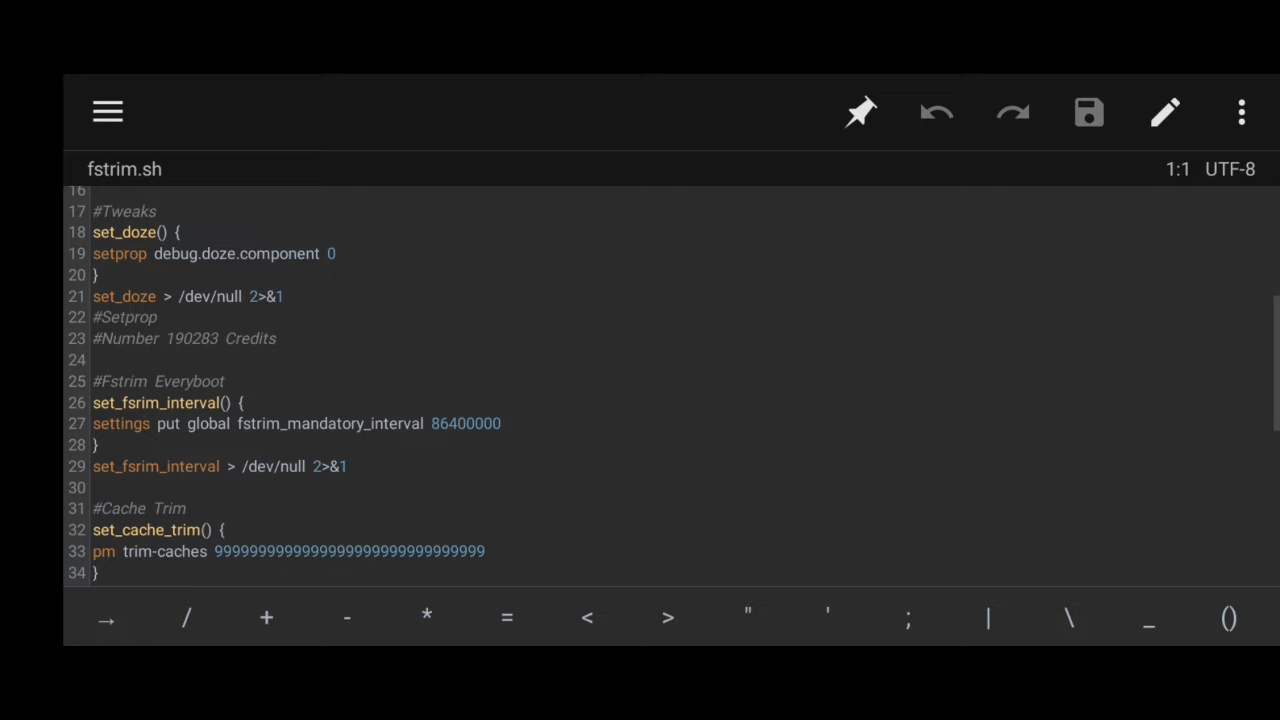 fstrim.sh 1:1 UTF-8
16
17 #Tweaks
18 set_doze() {
19 setprop debug.doze.component 0
20 }
21 set_doze > /dev/null 2>&1
22 #Setprop
23 #Number 190283 Credits
24
25 #Fstrim Everyboot
26 set_fsrim_interval() {
27 settings put global fstrim_mandatory_interval 86400000
28 }
29 set_fsrim_interval > /dev/null 2>&1
30
31 #Cache Trim
32 set_cache_trim() {
33 pm trim-caches
34 }
→ / + - * = < > " ' ; | \ _ ()